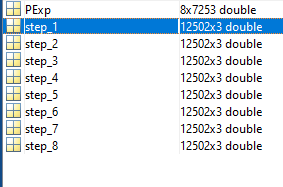 PExp 8x7253 double
step_1 12502x3 double
step_2 12502x3 double
step_3 12502x3 double
step_4 12502x3 double
step_5 12502x3 double
step_6 12502x3 double
step_7 12502x3 double
step_8 12502x3 double